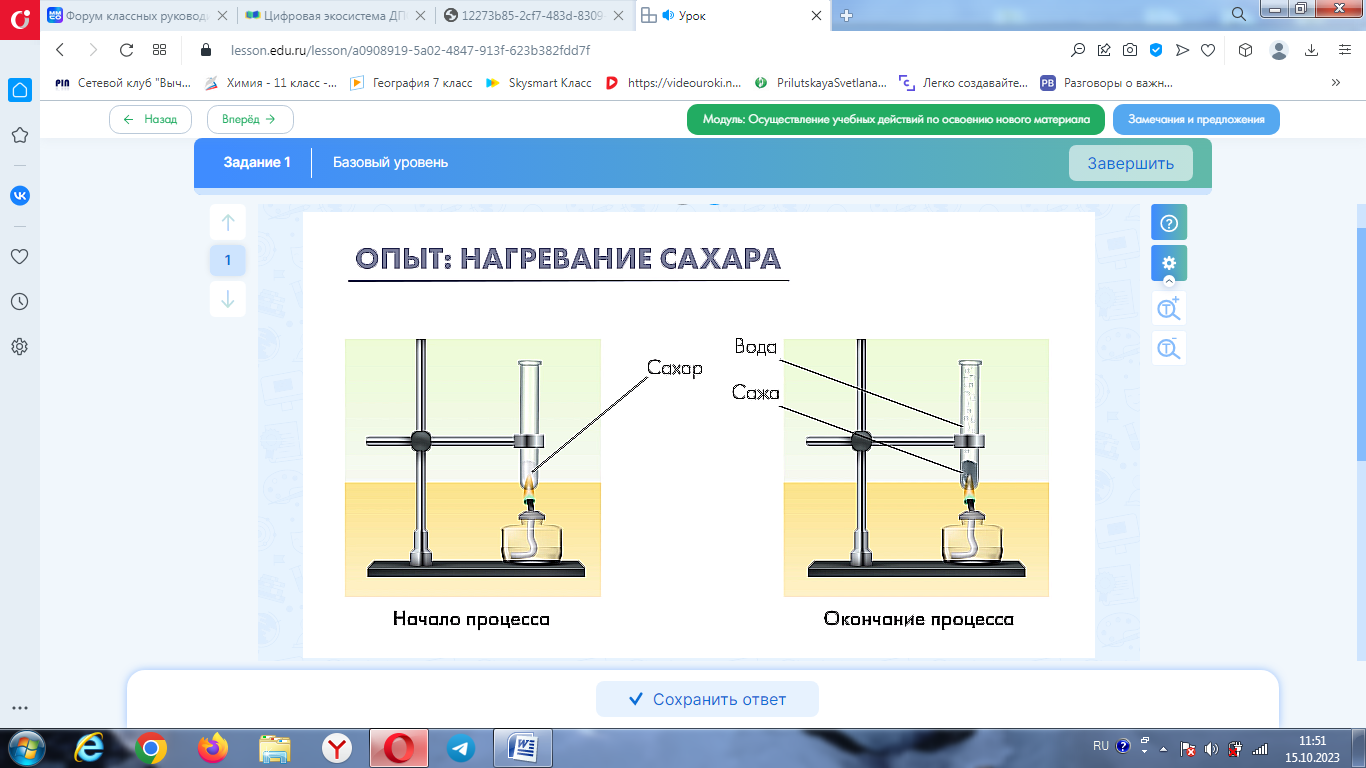 Форум классных руковод
Цифровая экосистема ДП
12273b85-2cf7-483d-8309
Урок
lesson.edu.ru/lesson/a0908919-5a02-4847-913f-623b382fdd7f
Сетевой клуб "Выч...
Химия - 11 класс -...
География 7 класс
Skysmart Класс
https://videouroki.n...
PrilutskayaSvetlana...
Легко создавайте...
Разговоры о важн...
Назад
Вперёд
Модуль: Осуществление учебных действий по освоению нового материала
Замечания и предложения
Задание 1
Базовый уровень
Завершить
1
ОПЫТ: НАГРЕВАНИЕ САХАРА
Сахор
Вода
Сажа
Начало процесса
Окончание процесса
Сохранить ответ
RU
11:51
15.10.2023